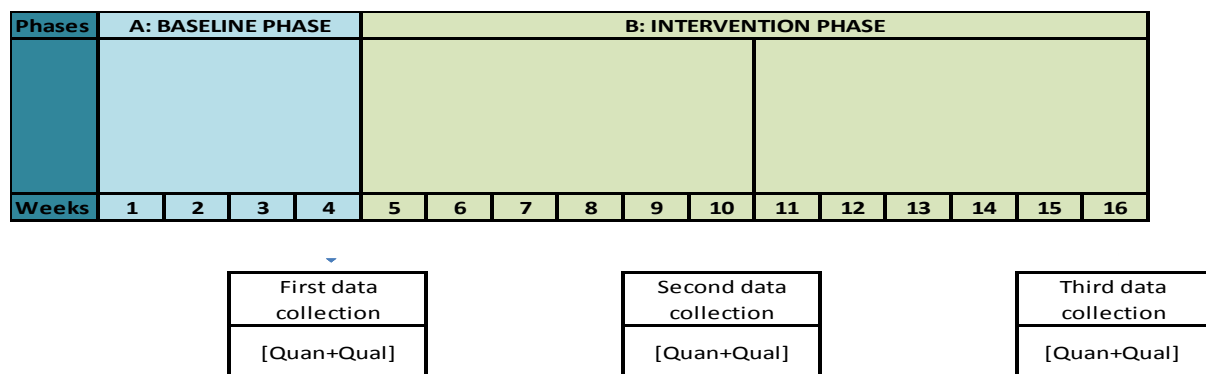 Phases A: BASELINE PHASE B: INTERVENTION PHASE
Weeks 1 2 3 4 5 6 7 8 9 10 11 12 13 14 15 16
First data Second data Third data
collection collection collection
[Quan+Qual] [Quan+Qual] [Quan+Qual]